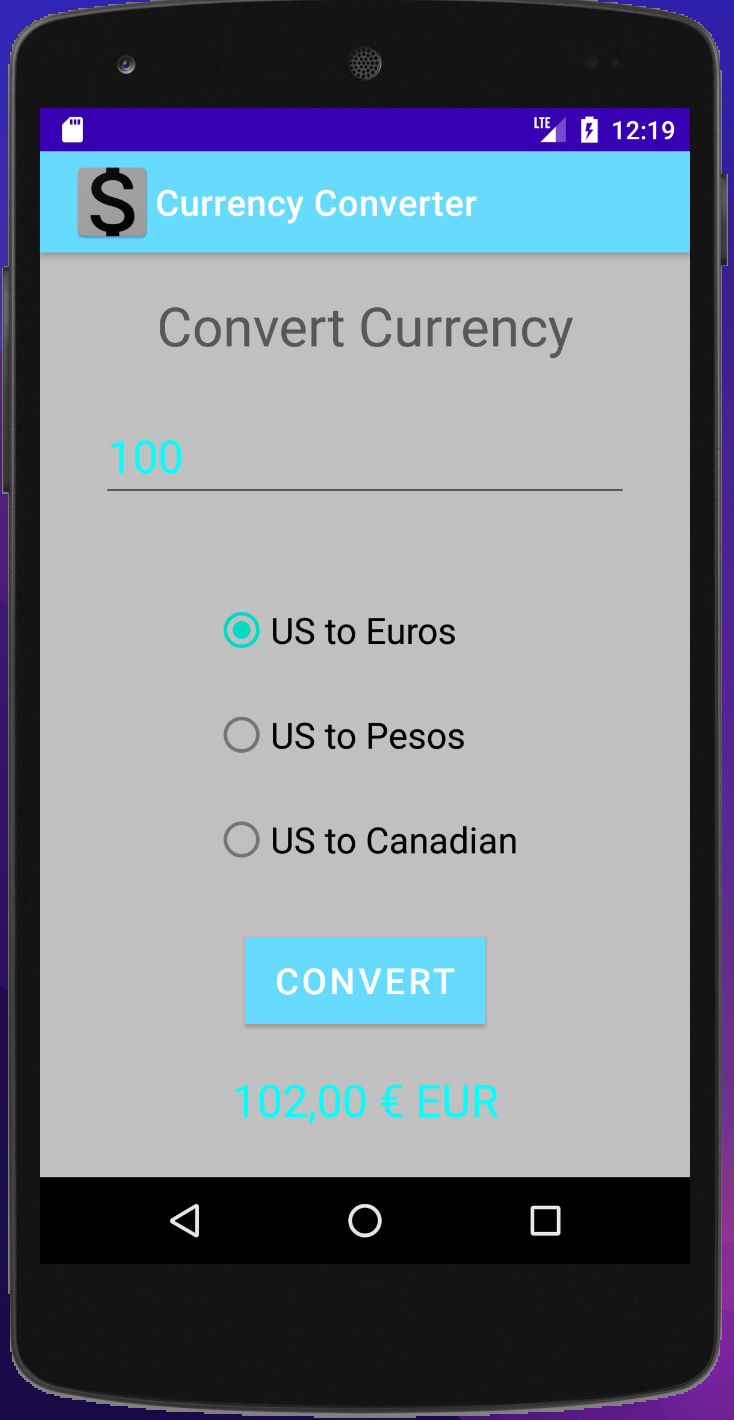 LTE 12:19
$ Currency Converter
Convert Currency
100
US to Euros
US to Pesos
US to Canadian
CONVERT
102,00 € EUR